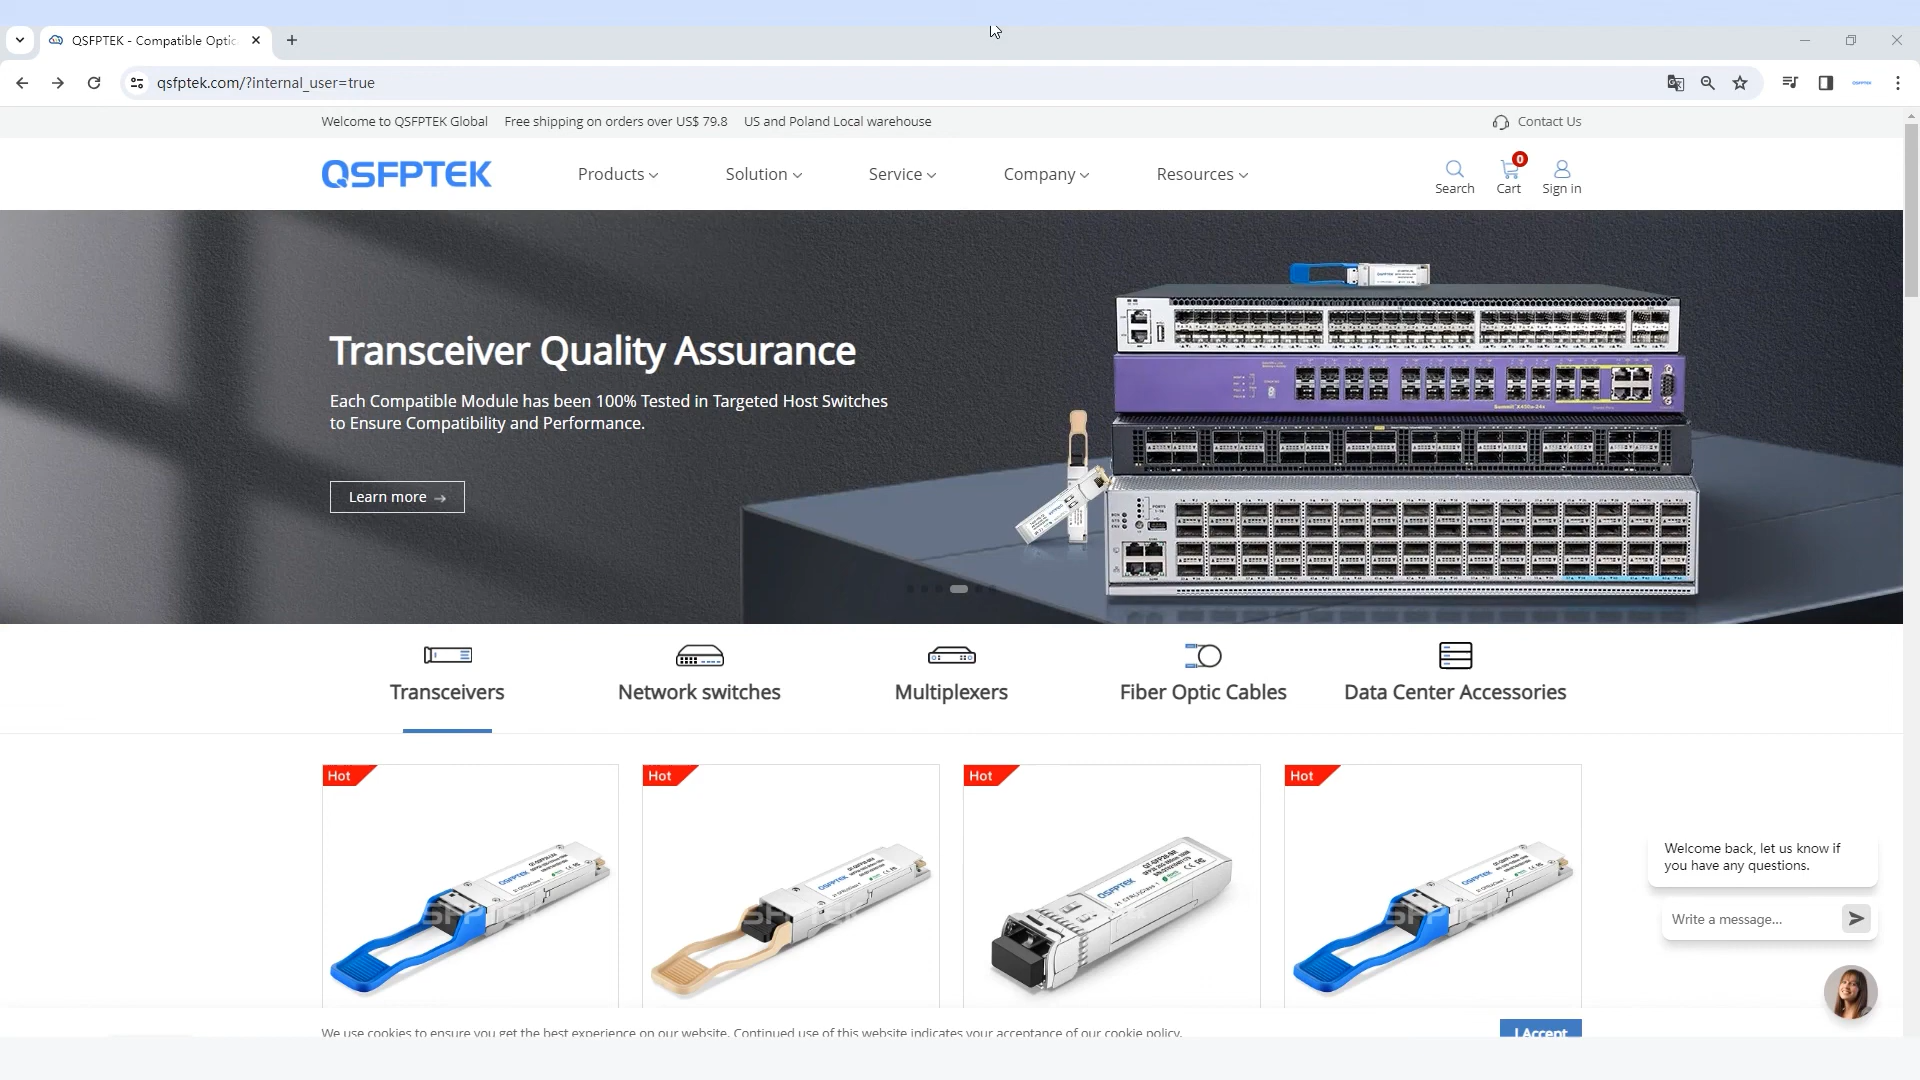 QSFPTEK - Compatible Optic
qsfptek.com/?internal_user=true
Welcome to QSFPTEK Global Free shipping on orders over US$ 79.8 US and Poland Local warehouse
Contact Us
QSFPTEK
Products
Solution
Service
Company
Resources
Search
0
Cart
Sign in
Transceiver Quality Assurance
Each Compatible Module has been 100% Tested in Targeted Host Switches
to Ensure Compatibility and Performance.
Learn more →
Transceivers
Network switches
Multiplexers
Fiber Optic Cables
Data Center Accessories
Hot
Hot
Hot
Hot
QSFPTEK
QSFPTEK
QSFPTEK
QSFPTEK
Welcome back, let us know if
you have any questions.
Write a message...
We use cookies to ensure you get the best experience on our website. Continued use of this website indicates your acceptance of our cookie policy.
I Accept